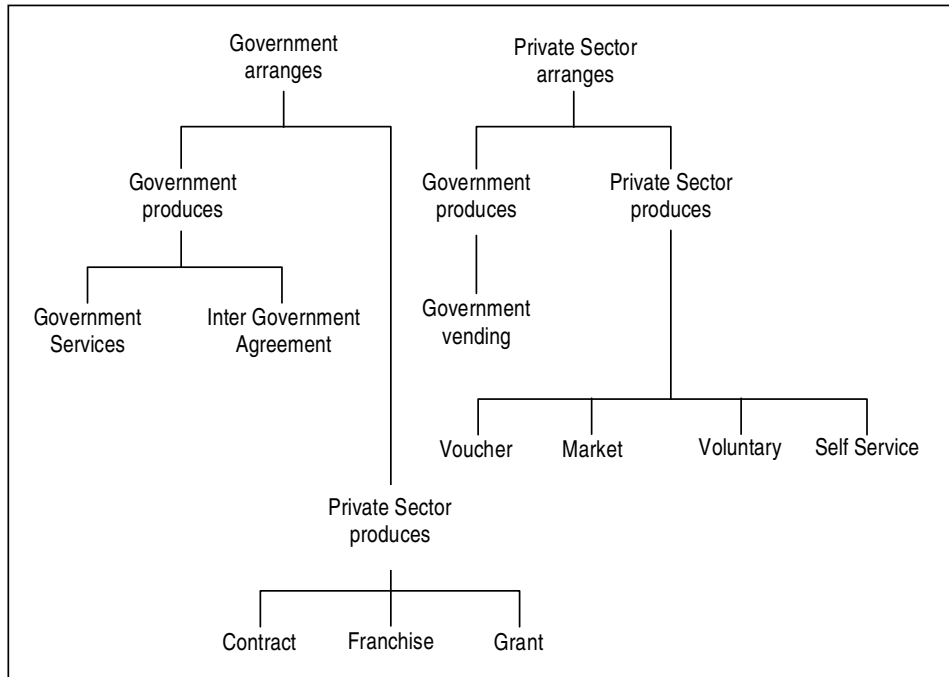 Government
arranges
Private Sector
arranges
Government
produces
Government
produces
Private Sector
produces
Government
Services
Inter Government
Agreement
Government
vending
Voucher
Market
Voluntary
Self Service
Private Sector
produces
Contract
Franchise
Grant